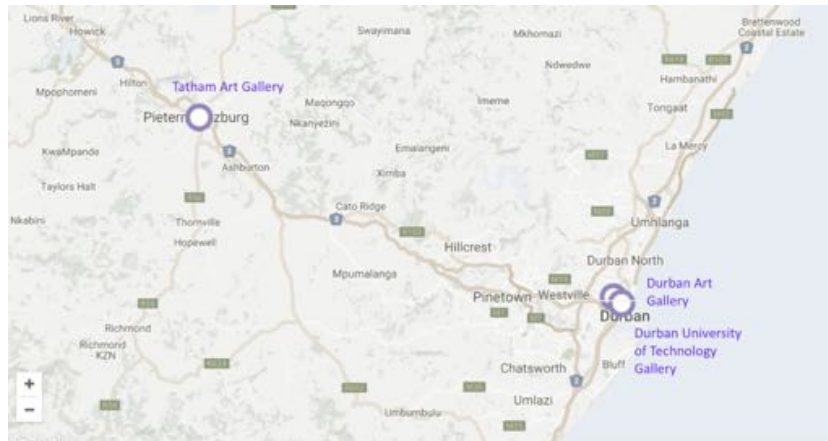 Lions River
Howick
Swayimana
Mkhomazi
Brettenwood
Coastal Estate
Ndwedwe
Hilton
Tatham Art Gallery
Hambanathi
Mpophomeni
Maqongqo
Imeme
Tongaat
Nkanyezini
KwaMpande
Emalangeni
La Mercy
Ashburton
Ximba
Taylors Halt
Nkabini
Thornville
Cato Ridge
Umhlanga
Hopewell
Hillcrest
Durban North
Mpumalanga
Pinetown
Westville
Durban Art
Gallery
Durban
Durban University
of Technology
Gallery
Richmond
Richmond
- KZN
Chatsworth
Bluff
Umlazi
Umbumbulu
+
−